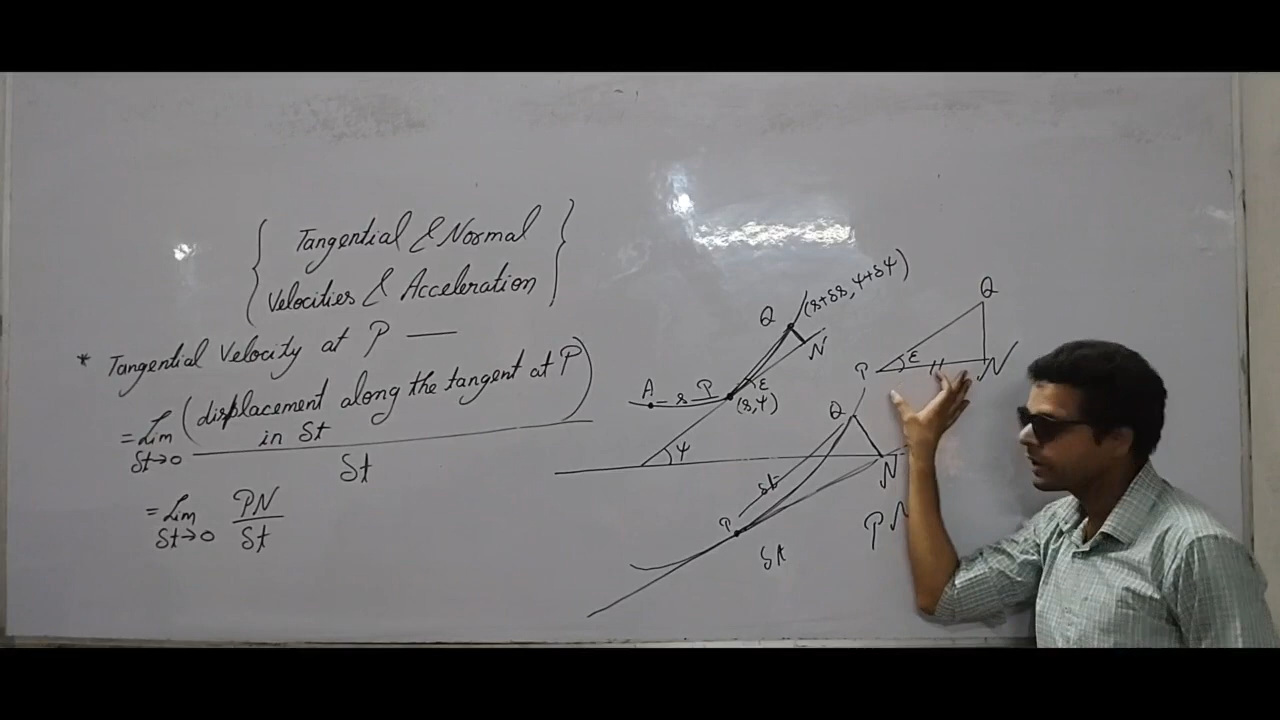 { Tangential & Normal
Velocities & Acceleration }
* Tangential Velocity at P —
= Lim δt→0 (displacement along the tangent at P)
in δt
δt
= Lim δt→0 PN
δt
Q (s+δs, ψ+δψ)
N
A s P ε
(s,ψ)
ψ
Q
P ε N
Q
δt N
P
δt
PN